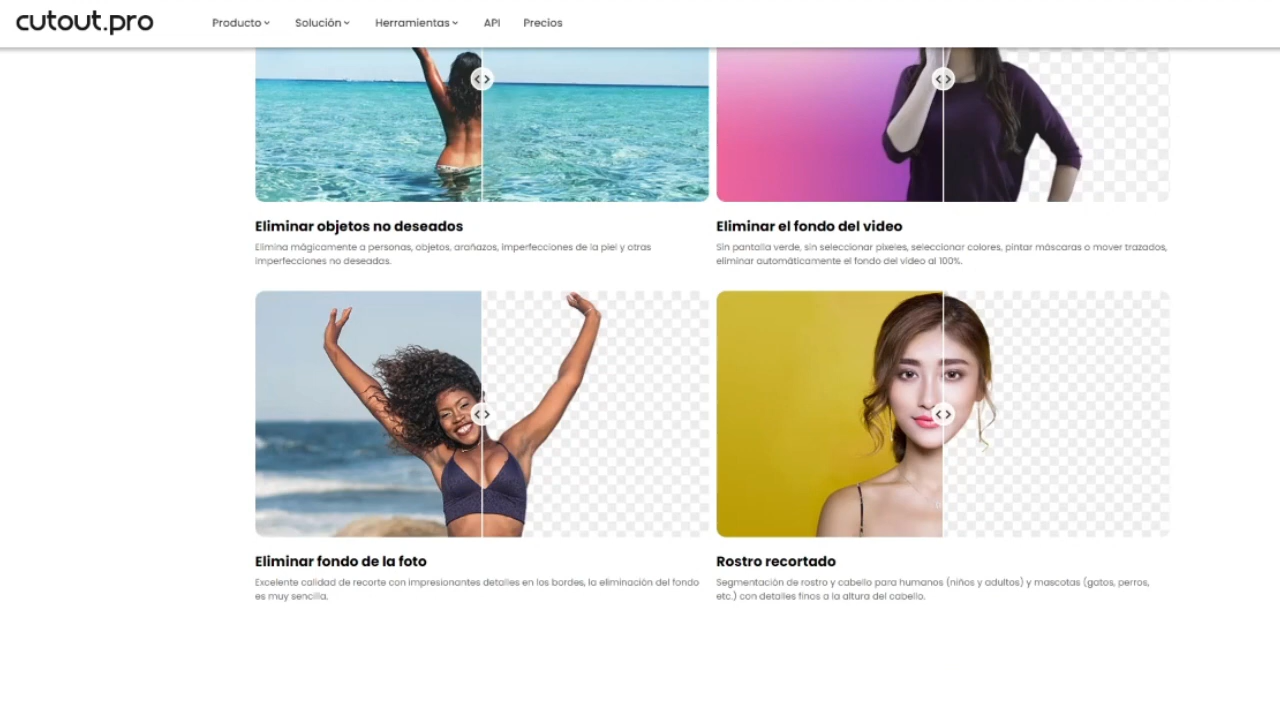 cutout.pro
Producto
Solución
Herramientas
API
Precios
Eliminar objetos no deseados
Elimina mágicamente a personas, objetos, arañazos, imperfecciones de la piel y otras
imperfecciones no deseadas.
Eliminar el fondo del video
Sin pantalla verde, sin seleccionar píxeles, seleccionar colores, pintar máscaras o mover trazados,
eliminar automáticamente el fondo del vídeo al 100%.
Eliminar fondo de la foto
Excelente calidad de recorte con impresionantes detalles en los bordes, la eliminación del fondo
es muy sencilla.
Rostro recortado
Segmentación de rostro y cabello para humanos (niños y adultos) y mascotas (gatos, perros,
etc.) con detalles finos a la altura del cabello.